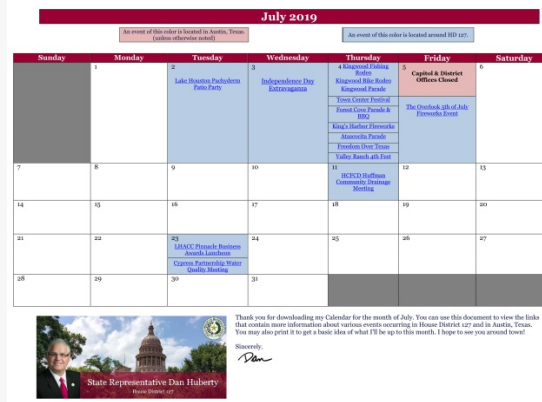 July 2019
An event of this color is located in Austin, Texas.
(unless otherwise noted)
An event of this color is located around HD 127.
Sunday Monday Tuesday Wednesday Thursday Friday Saturday
1
2
Lake Houston Pachyderm
Patio Party
3
Independence Day
Extravaganza
4 Kingwood Fishing
Rodeo
Kingwood Bike Rodeo
Kingwood Parade
Town Center Festival
Forest Cove Parade &
BBQ
King's Harbor Fireworks
Atascocita Parade
Freedom Over Texas
Valley Ranch 4th Fest
5
Capitol & District
Offices Closed
The Overlook 5th of July
Fireworks Event
6
7
8
9
10
11
HCFCD Huffman
Community Drainage
Meeting
12
13
14
15
16
17
18
19
20
21
22
23
LHACC Pinnacle Business
Awards Luncheon
Cypress Partnership Water
Quality Meeting
24
25
26
27
28
29
30
31
State Representative Dan Huberty
House District 127
Thank you for downloading my Calendar for the month of July. You can use this document to view the links
that contain more information about various events occurring in House District 127 and in Austin, Texas.
You may also print it to get a basic idea of what I'll be up to this month. I hope to see you around town!
Sincerely,
Dan